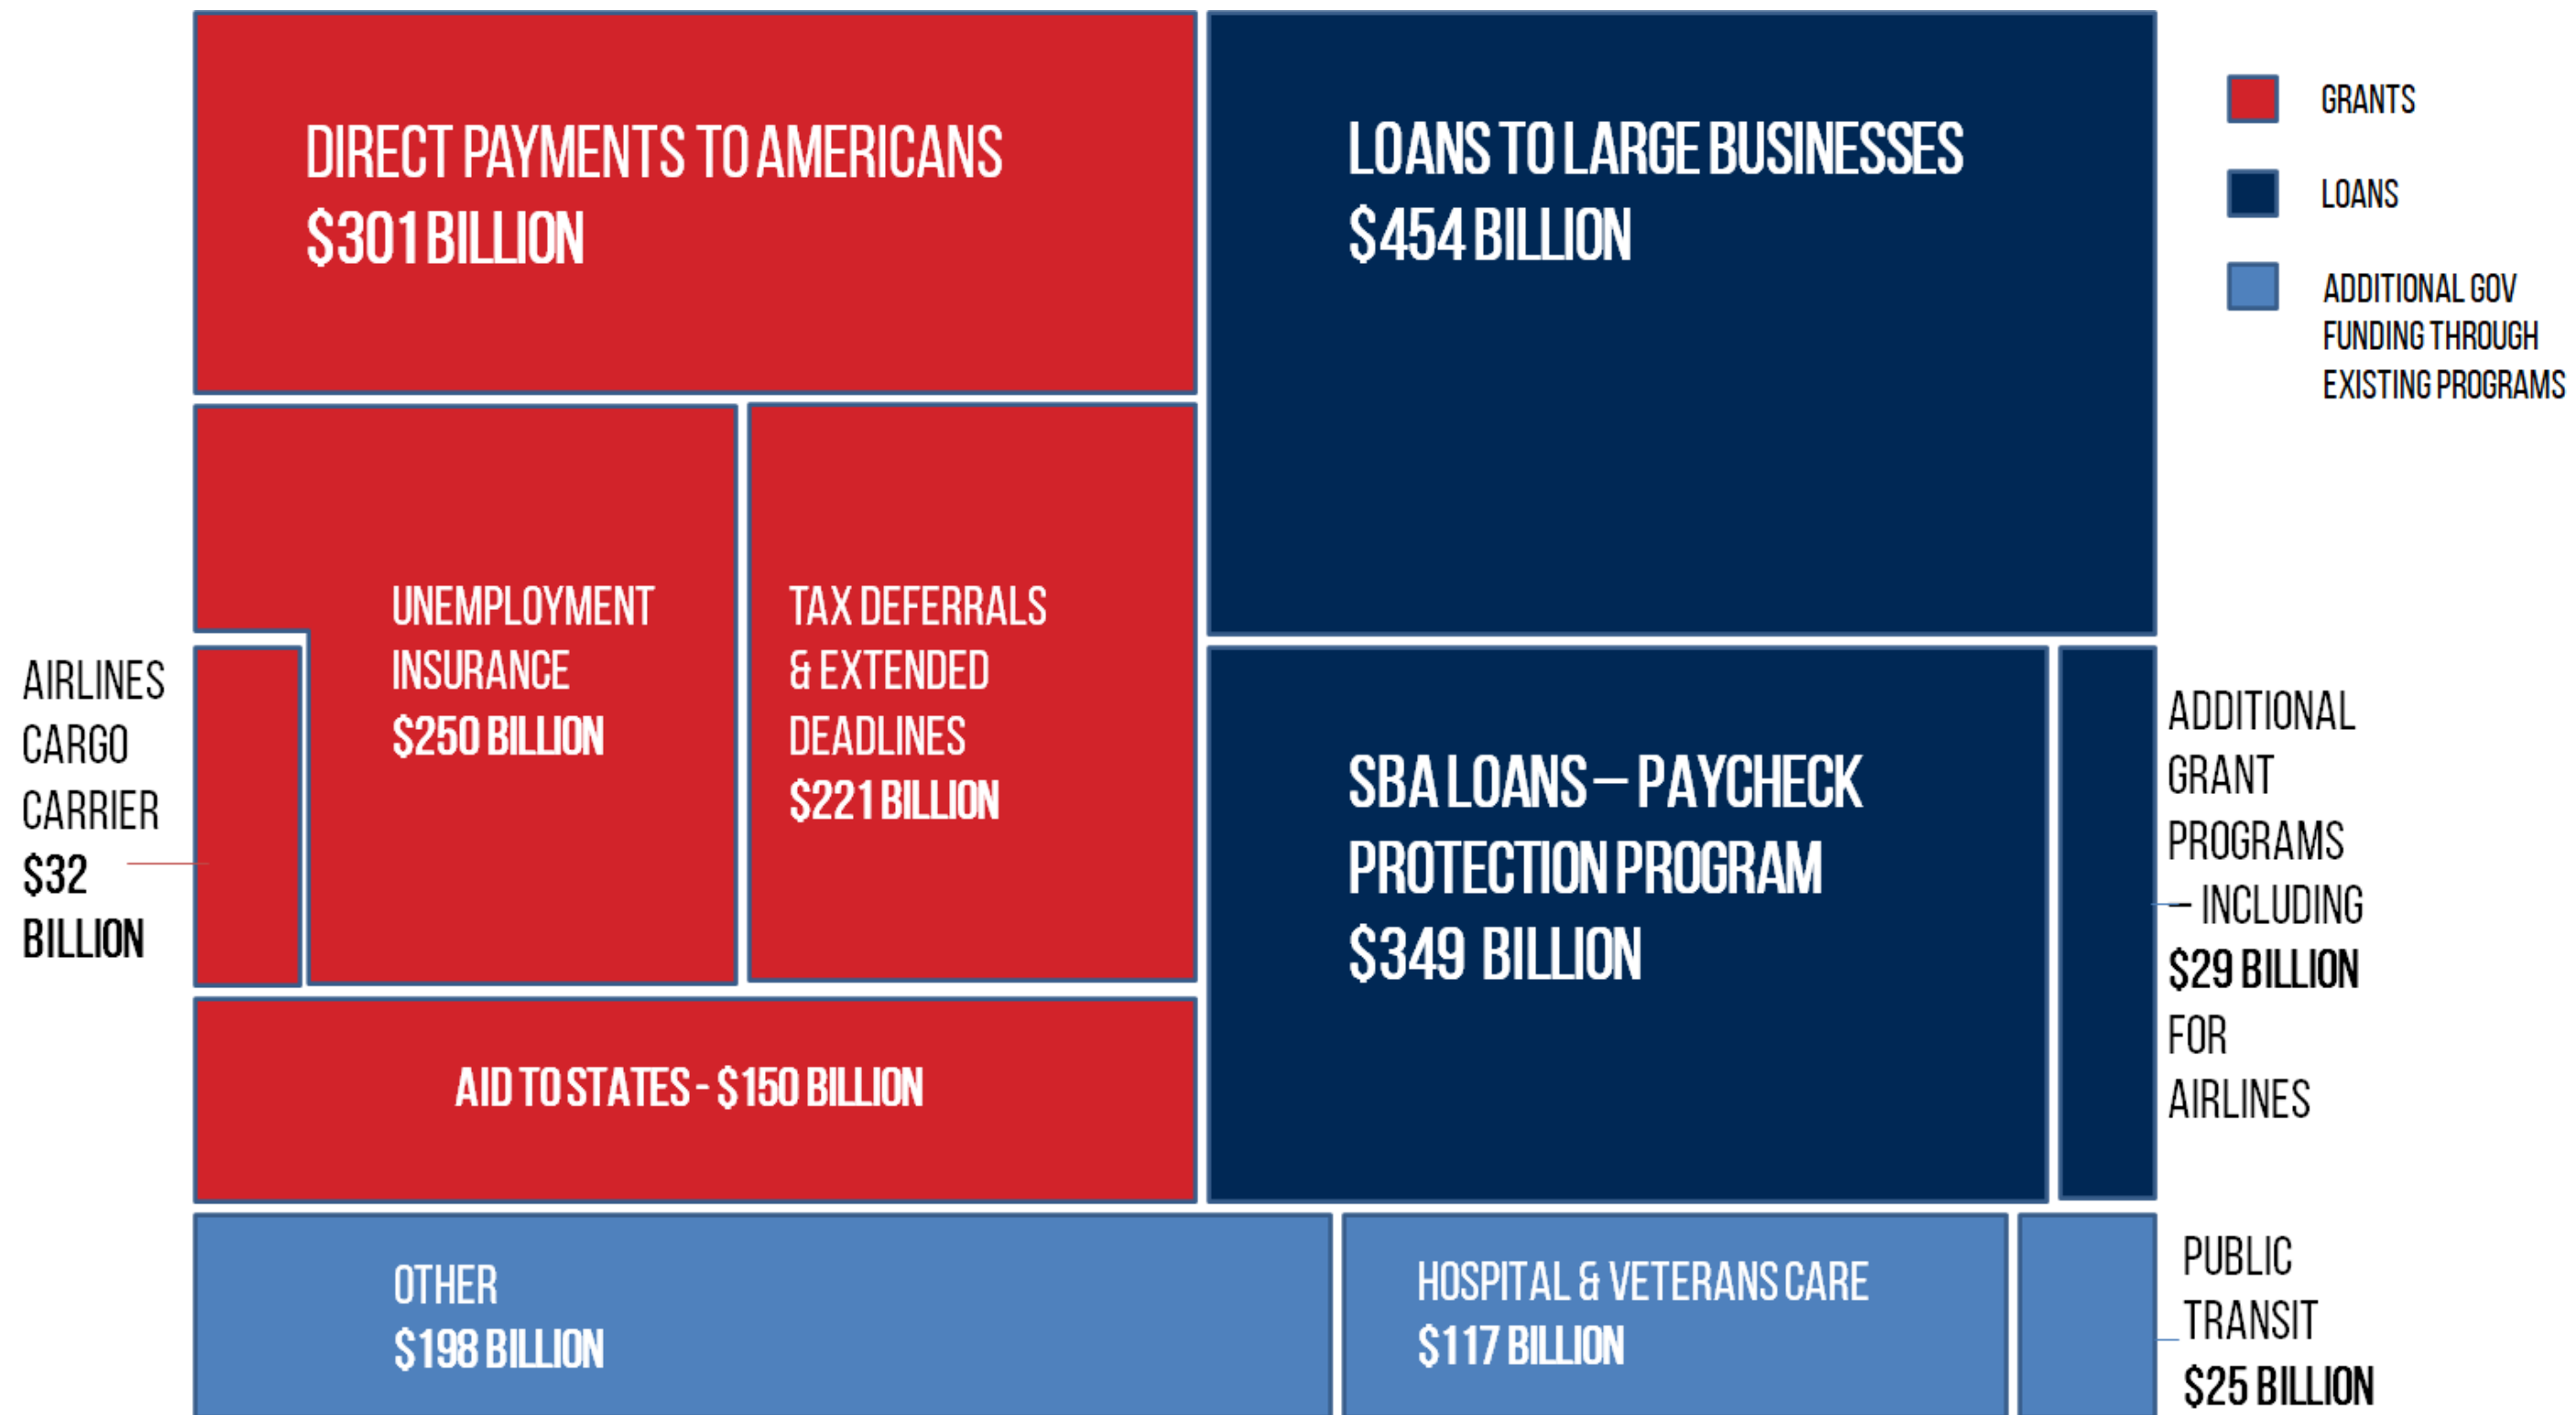 DIRECT PAYMENTS TO AMERICANS
$301 BILLION
LOANS TO LARGE BUSINESSES
$454 BILLION
GRANTS
LOANS
ADDITIONAL GOV
FUNDING THROUGH
EXISTING PROGRAMS
UNEMPLOYMENT
INSURANCE
$250 BILLION
TAX DEFERRALS
& EXTENDED
DEADLINES
$221 BILLION
AIRLINES
CARGO
CARRIER
$32
BILLION
SBA LOANS – PAYCHECK
PROTECTION PROGRAM
$349 BILLION
ADDITIONAL
GRANT
PROGRAMS
– INCLUDING
$29 BILLION
FOR
AIRLINES
AID TO STATES - $150 BILLION
OTHER
$198 BILLION
HOSPITAL & VETERANS CARE
$117 BILLION
PUBLIC
TRANSIT
$25 BILLION